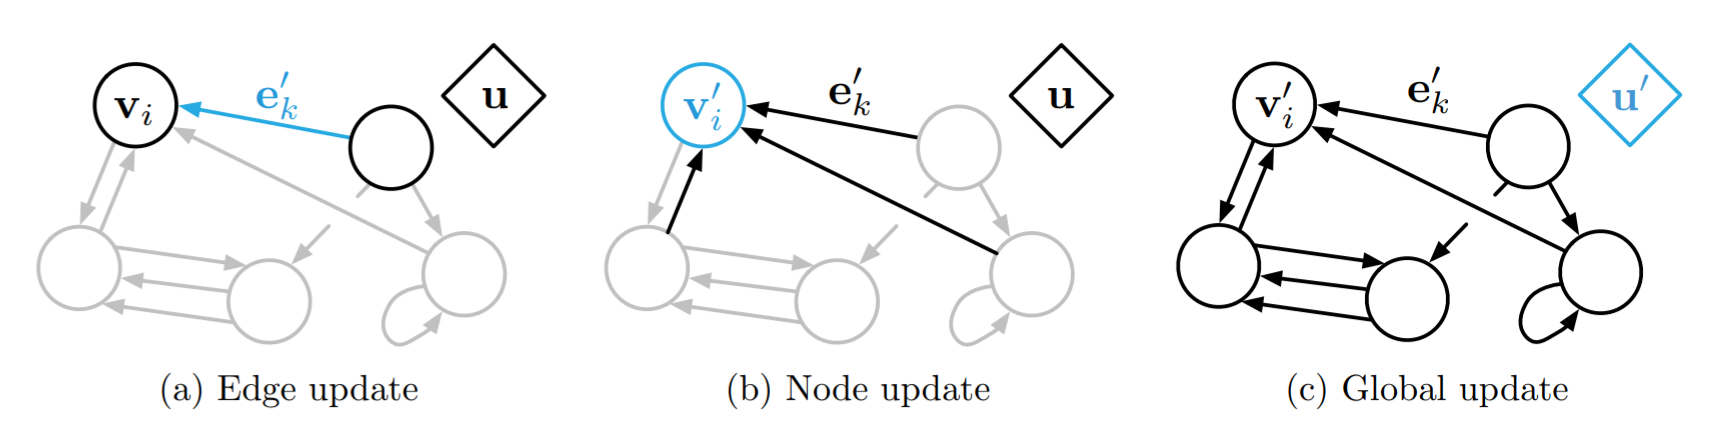 v_i e'_k u
v'_i e'_k u
v'_i e'_k u'
(a) Edge update
(b) Node update
(c) Global update